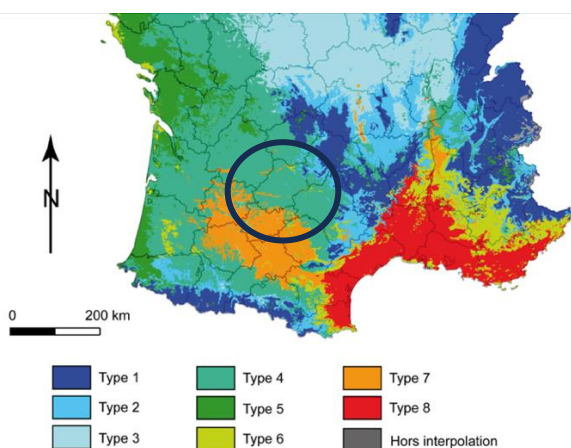 N
0 200 km
Type 1 Type 4 Type 7
Type 2 Type 5 Type 8
Type 3 Type 6 Hors interpolation